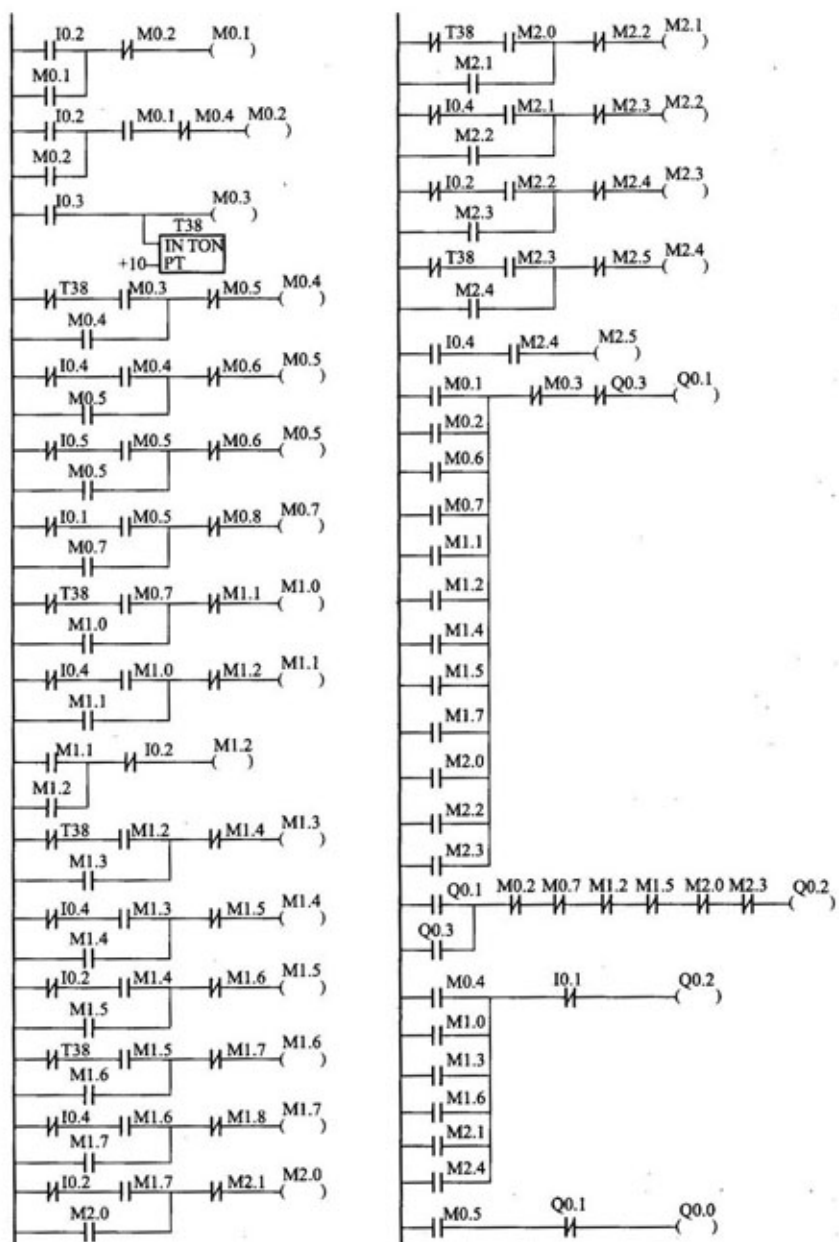 I0.2 M0.2 M0.1
M0.1
I0.2 M0.1 M0.4 M0.2
M0.2
I0.3 M0.3
T38
IN TON
+10 PT
T38 M0.3 M0.5 M0.4
M0.4
I0.4 M0.4 M0.6 M0.5
M0.5
I0.5 M0.5 M0.6 M0.5
M0.5
I0.1 M0.5 M0.8 M0.7
M0.7
T38 M0.7 M1.1 M1.0
M1.0
I0.4 M1.0 M1.2 M1.1
M1.1
M1.1 I0.2 M1.2
M1.2
T38 M1.2 M1.4 M1.3
M1.3
I0.4 M1.3 M1.5 M1.4
M1.4
I0.2 M1.4 M1.6 M1.5
M1.5
T38 M1.5 M1.7 M1.6
M1.6
I0.4 M1.6 M1.8 M1.7
M1.7
I0.2 M1.7 M2.1 M2.0
M2.0
T38 M2.0 M2.2 M2.1
M2.1
I0.4 M2.1 M2.3 M2.2
M2.2
I0.2 M2.2 M2.4 M2.3
M2.3
T38 M2.3 M2.5 M2.4
M2.4
I0.4 M2.4 M2.5
M0.1 M0.3 Q0.3 Q0.1
M0.2
M0.6
M0.7
M1.1
M1.2
M1.4
M1.5
M1.7
M2.0
M2.2
M2.3
Q0.1 M0.2 M0.7 M1.2 M1.5 M2.0 M2.3 Q0.2
Q0.3
M0.4 I0.1 Q0.2
M1.0
M1.3
M1.6
M2.1
M2.4
M0.5 Q0.1 Q0.0